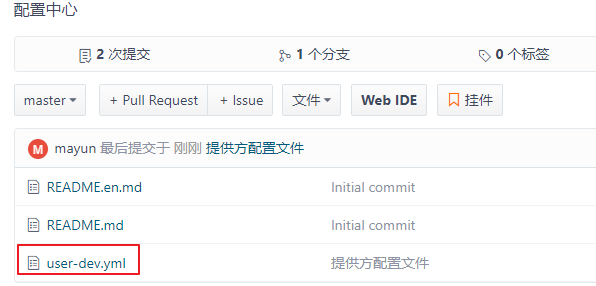 配置中心
2 次提交 1 个分支 0 个标签
master + Pull Request + Issue 文件 Web IDE 挂件
M mayun 最后提交于 刚刚 提供方配置文件
README.en.md Initial commit
README.md Initial commit
user-dev.yml 提供方配置文件